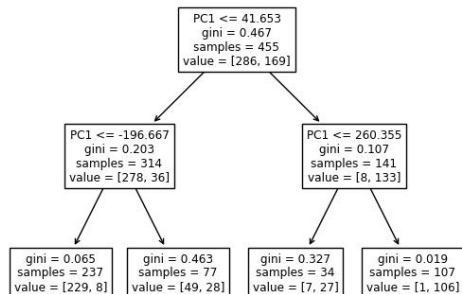 PC1 <= 41.653
gini = 0.467
samples = 455
value = [286, 169]
PC1 <= -196.667
gini = 0.203
samples = 314
value = [278, 36]
PC1 <= 260.355
gini = 0.107
samples = 141
value = [8, 133]
gini = 0.065
samples = 237
value = [229, 8]
gini = 0.463
samples = 77
value = [49, 28]
gini = 0.327
samples = 34
value = [7, 27]
gini = 0.019
samples = 107
value = [1, 106]